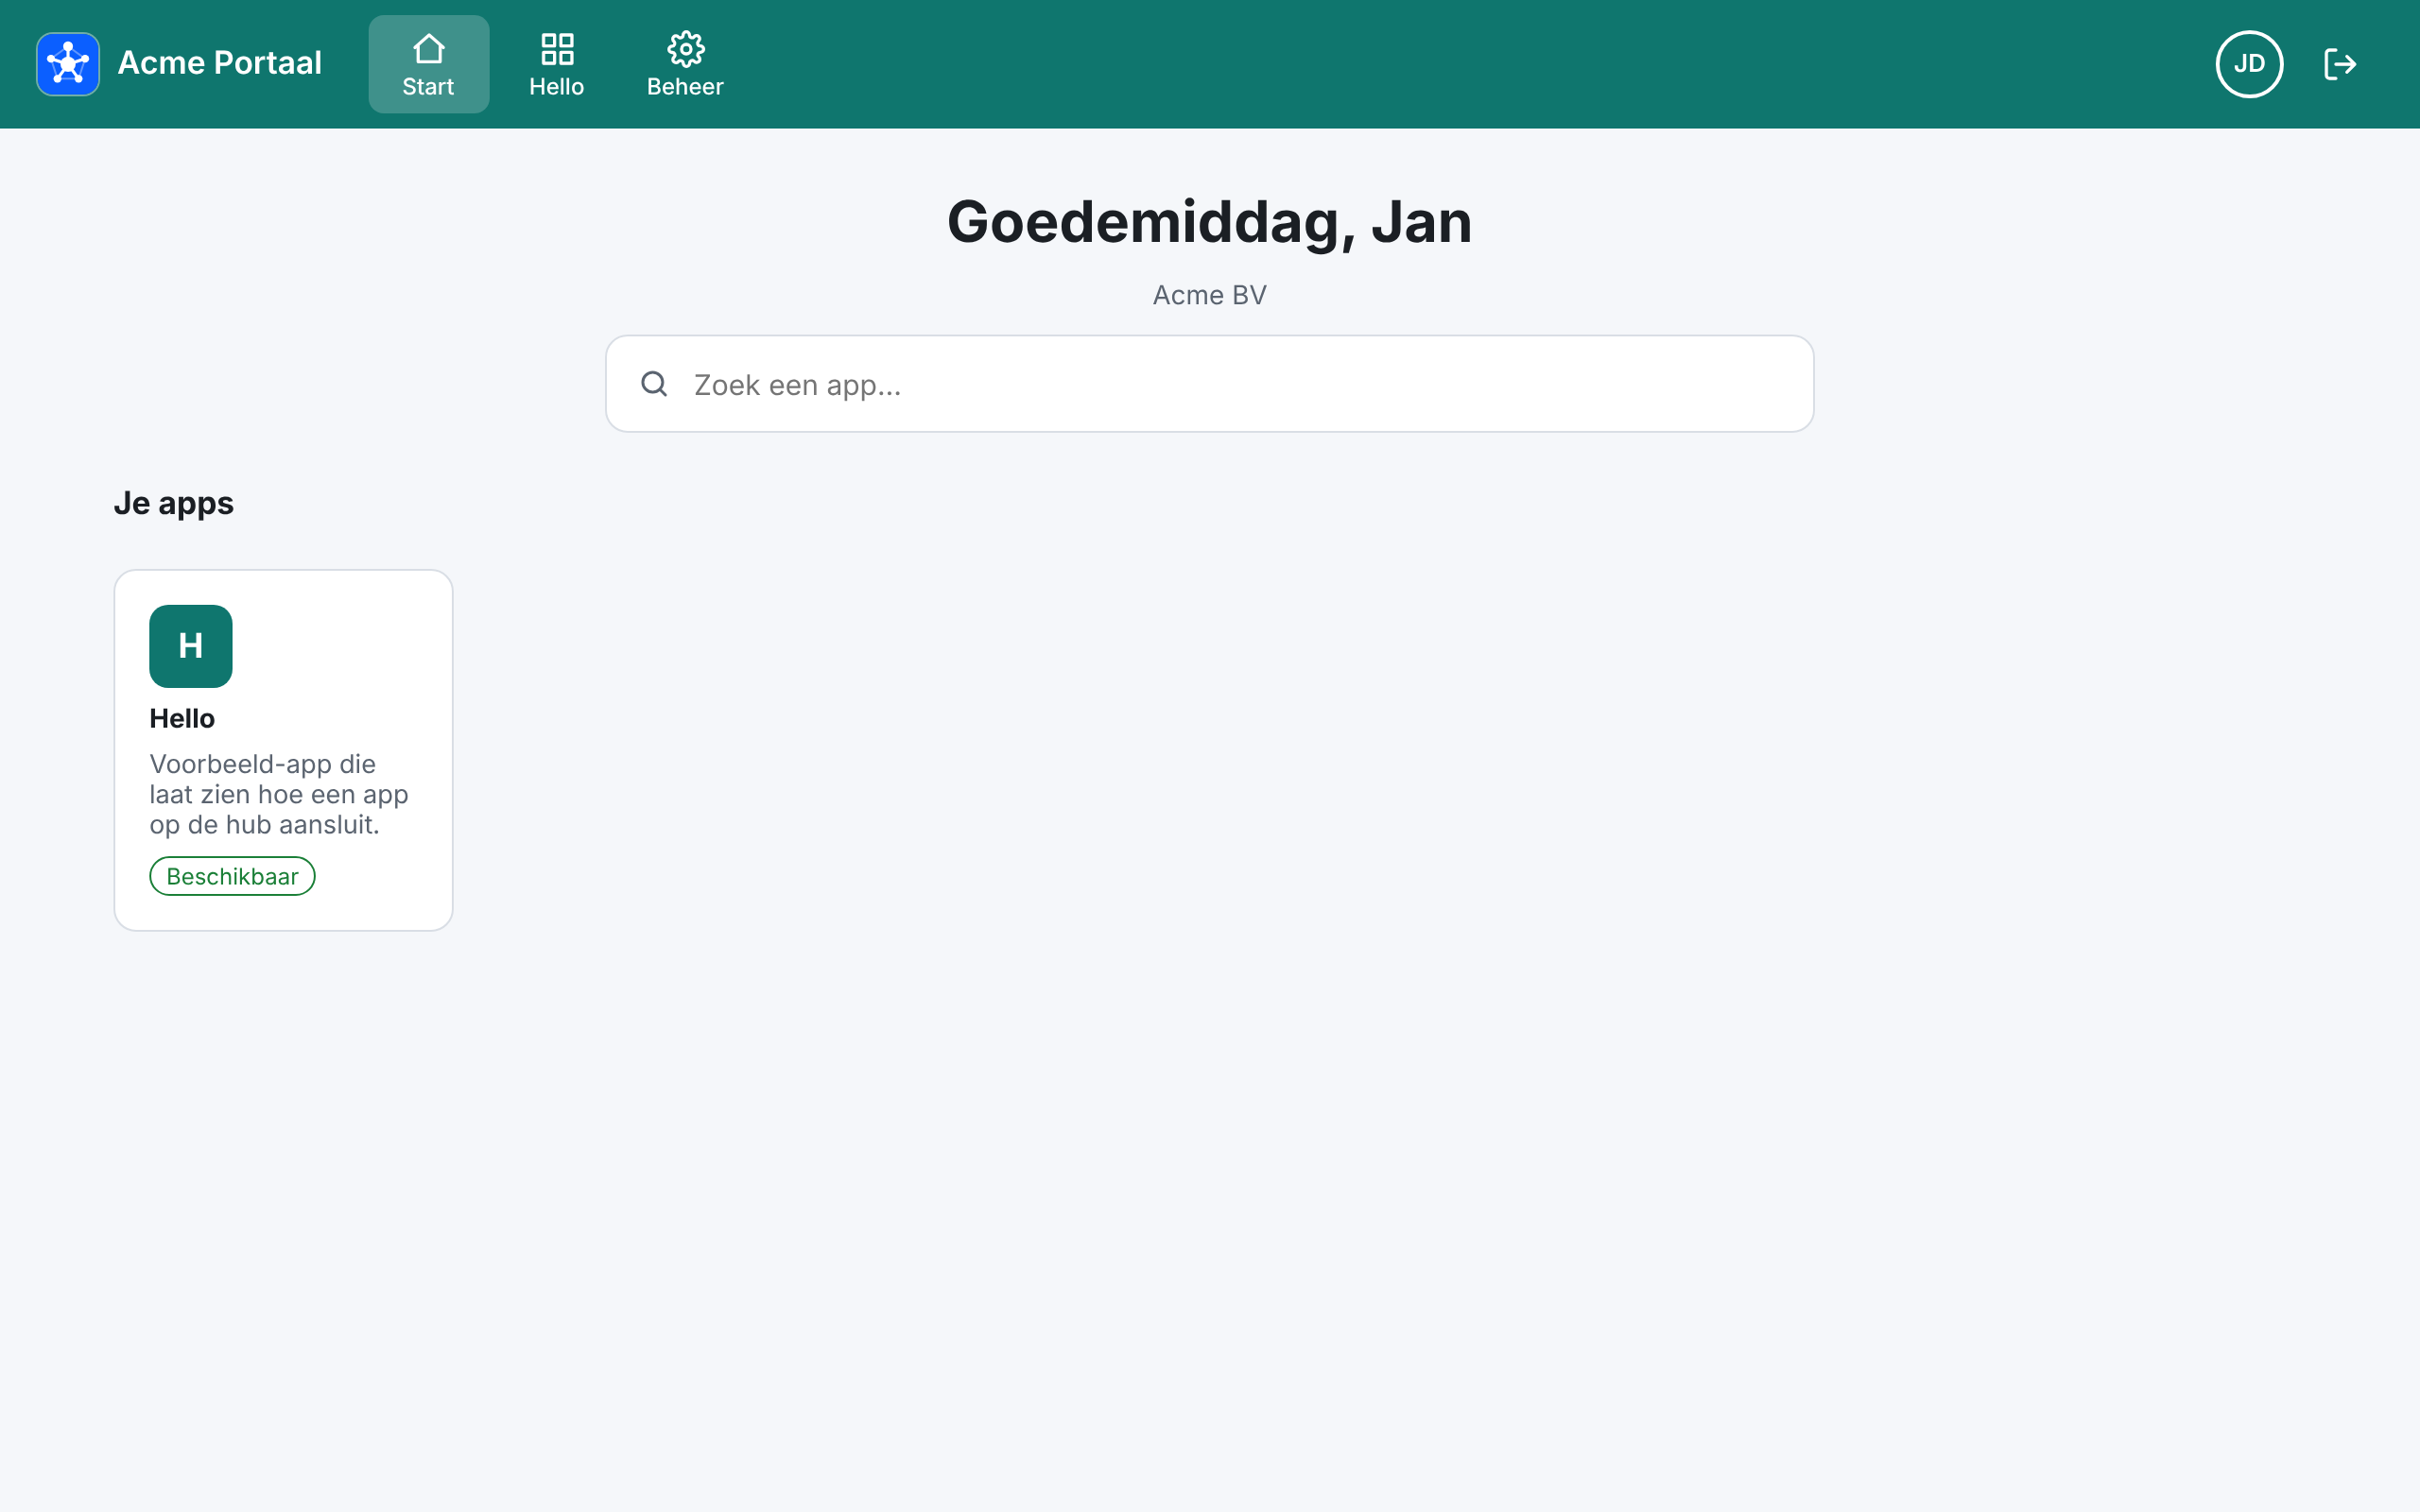 Acme Portaal
Start
Hello
Beheer
JD
Goedemiddag, Jan
Acme BV
Zoek een app...
Je apps
H
Hello
Voorbeeld-app die
laat zien hoe een app
op de hub aansluit.
Beschikbaar